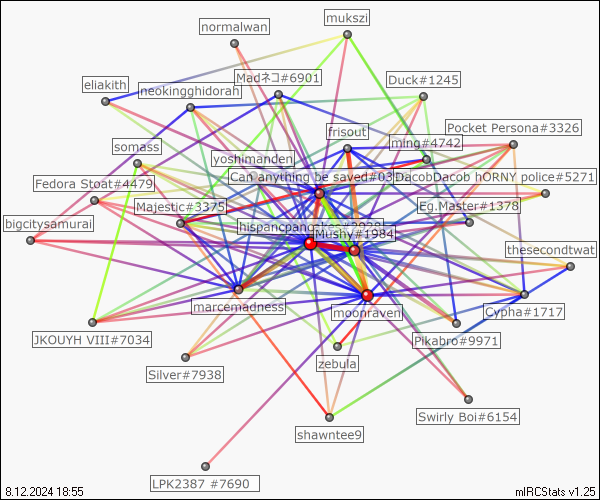 mukszi
normalwan
Madネコ#6901
Duck#1245
eliakith
neokingghidorah
frisout
Pocket Persona#3326
ming#4742
somass
yoshimanden
Can anything be saved#03
DacobDacob hORNY police#5271
Fedora Stoat#4479
Majestic#3375
Eg.Master#1378
bigcitysamurai
Mushy#1984
thesecondtwat
marcemadness
moonraven
Cypha#1717
JKOUYH VIII#7034
Pikabro#9971
zebula
Silver#7938
Swirly Boi#6154
shawntee9
LPK2387 #7690
8.12.2024 18:55
mIRCStats v1.25